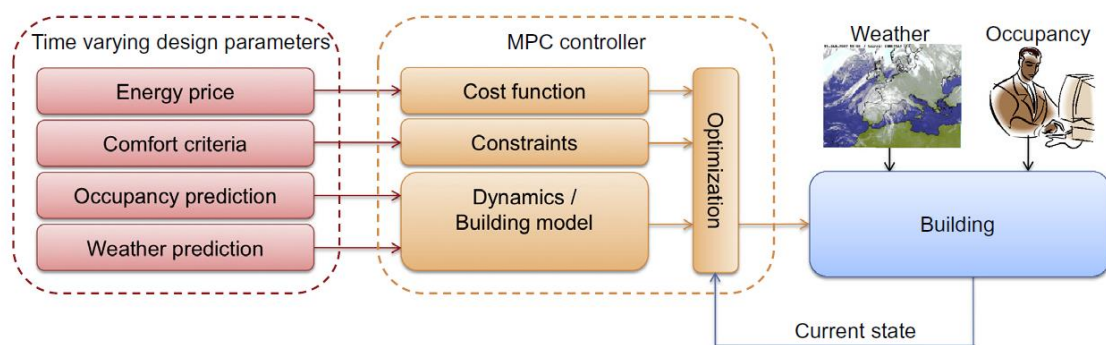 Time varying design parameters
Energy price
Comfort criteria
Occupancy prediction
Weather prediction
MPC controller
Cost function
Constraints
Dynamics /
Building model
Optimization
Weather
Occupancy
Building
Current state